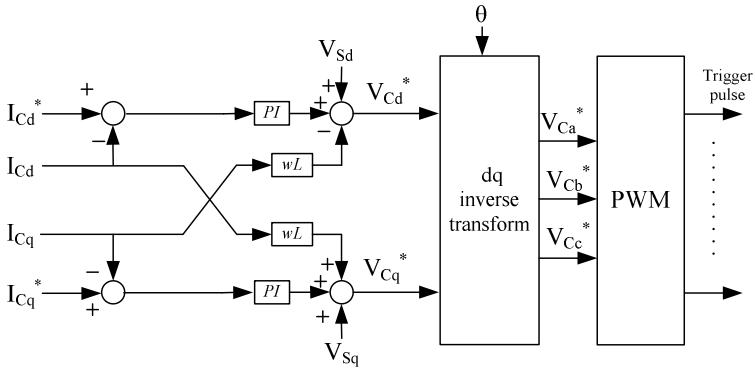 θ
V_Sd
Trigger
pulse
+
+
I_Cd*
PI
+
V_Cd*
−
−
V_Ca*
I_Cd
wL
dq
inverse
transform
V_Cb*
PWM
I_Cq
wL
V_Cc*
−
+
V_Cq*
I_Cq*
+
PI
+
+
V_Sq